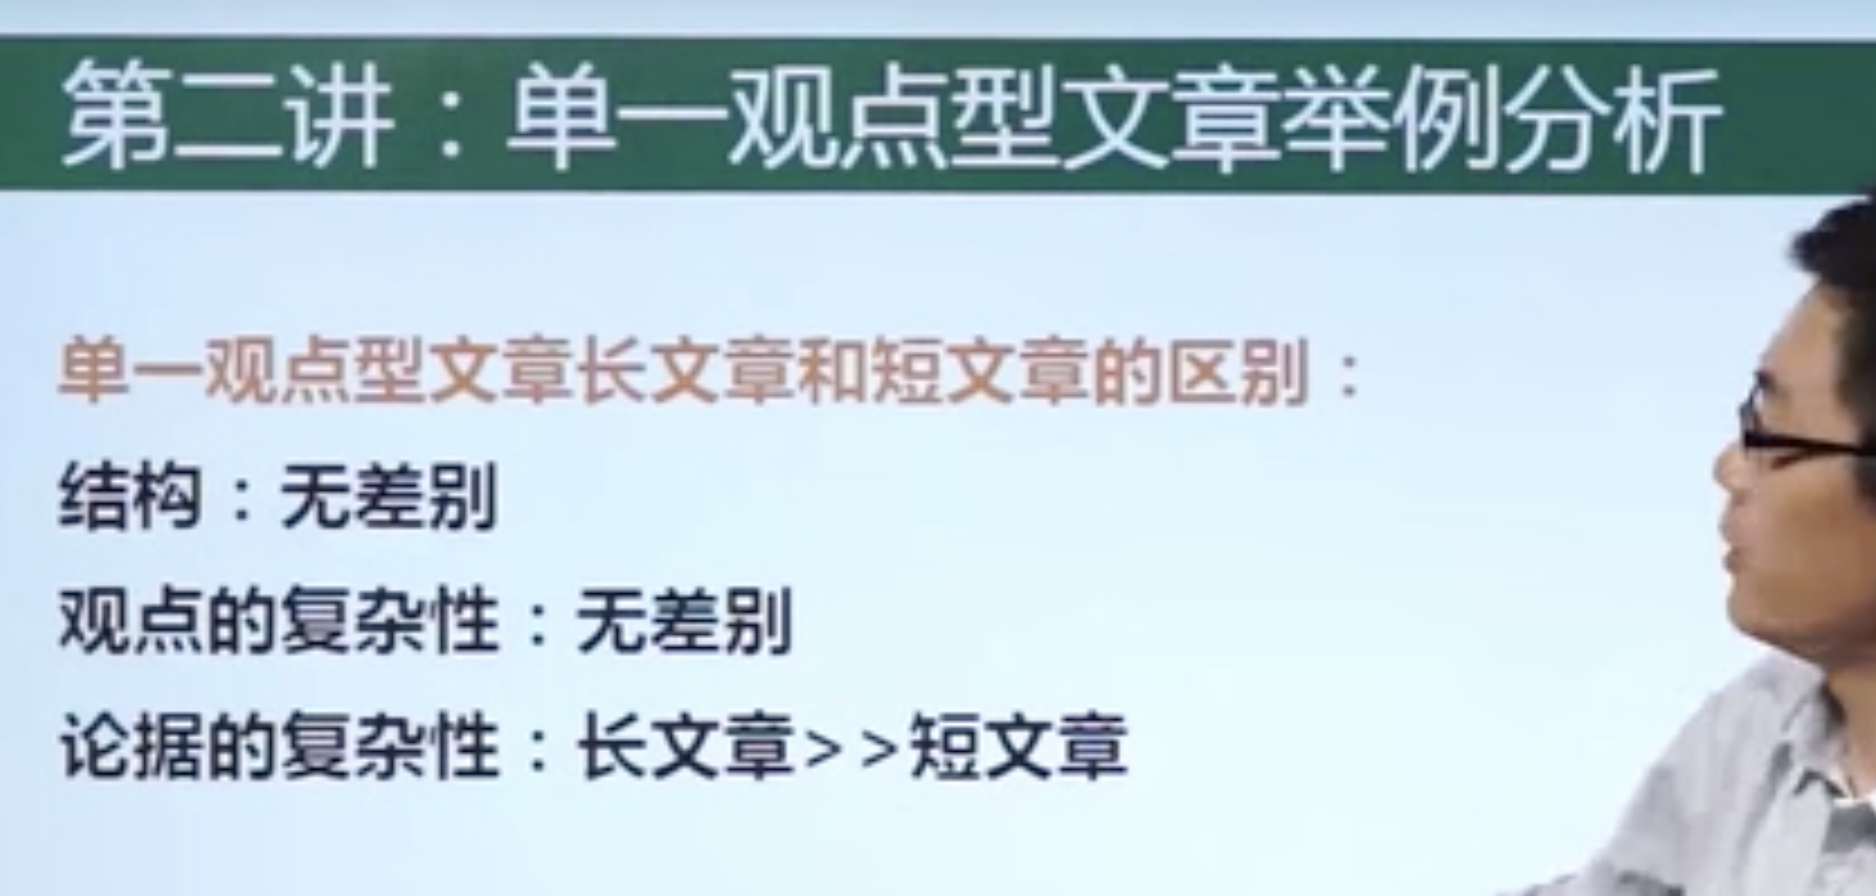 第二讲：单一观点型文章举例分析
单一观点型文章长文章和短文章的区别：
结构：无差别
观点的复杂性：无差别
论据的复杂性：长文章>>短文章